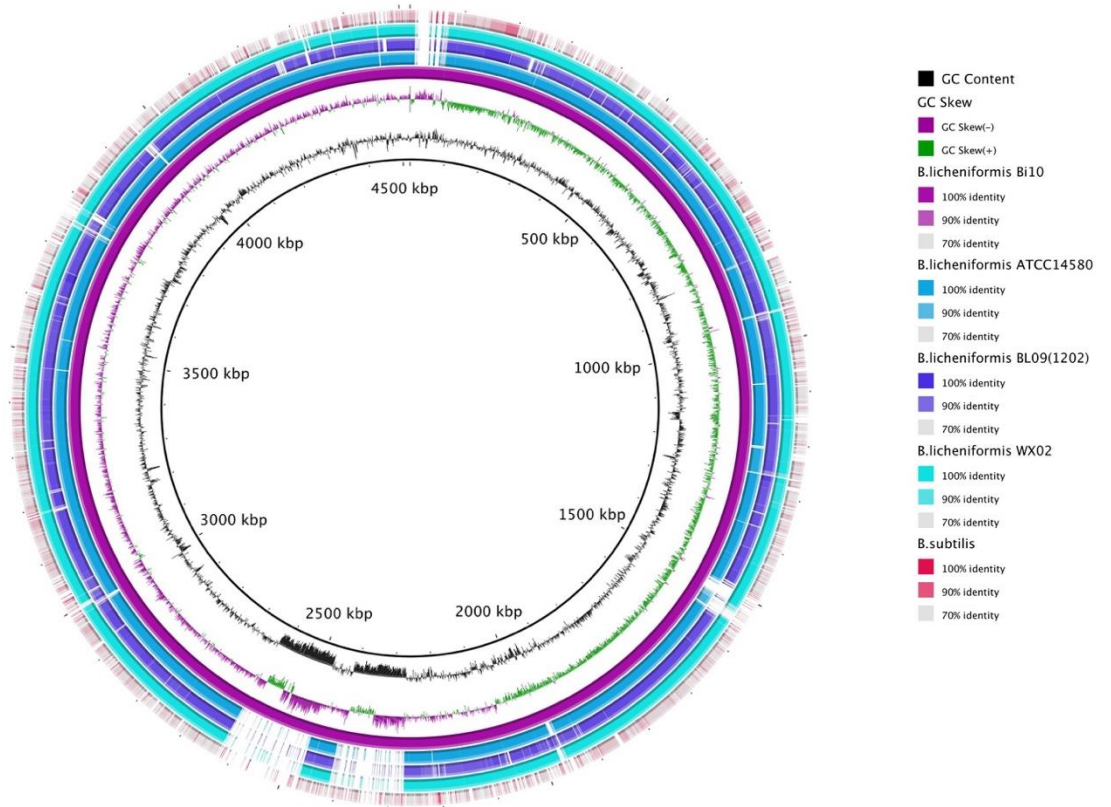 4500 kbp
500 kbp
1000 kbp
1500 kbp
2000 kbp
2500 kbp
3000 kbp
3500 kbp
4000 kbp
GC Content
GC Skew
GC Skew(-)
GC Skew(+)
B.licheniformis Bi10
100% identity
90% identity
70% identity
B.licheniformis ATCC14580
100% identity
90% identity
70% identity
B.licheniformis BL09(1202)
100% identity
90% identity
70% identity
B.licheniformis WX02
100% identity
90% identity
70% identity
B.subtilis
100% identity
90% identity
70% identity